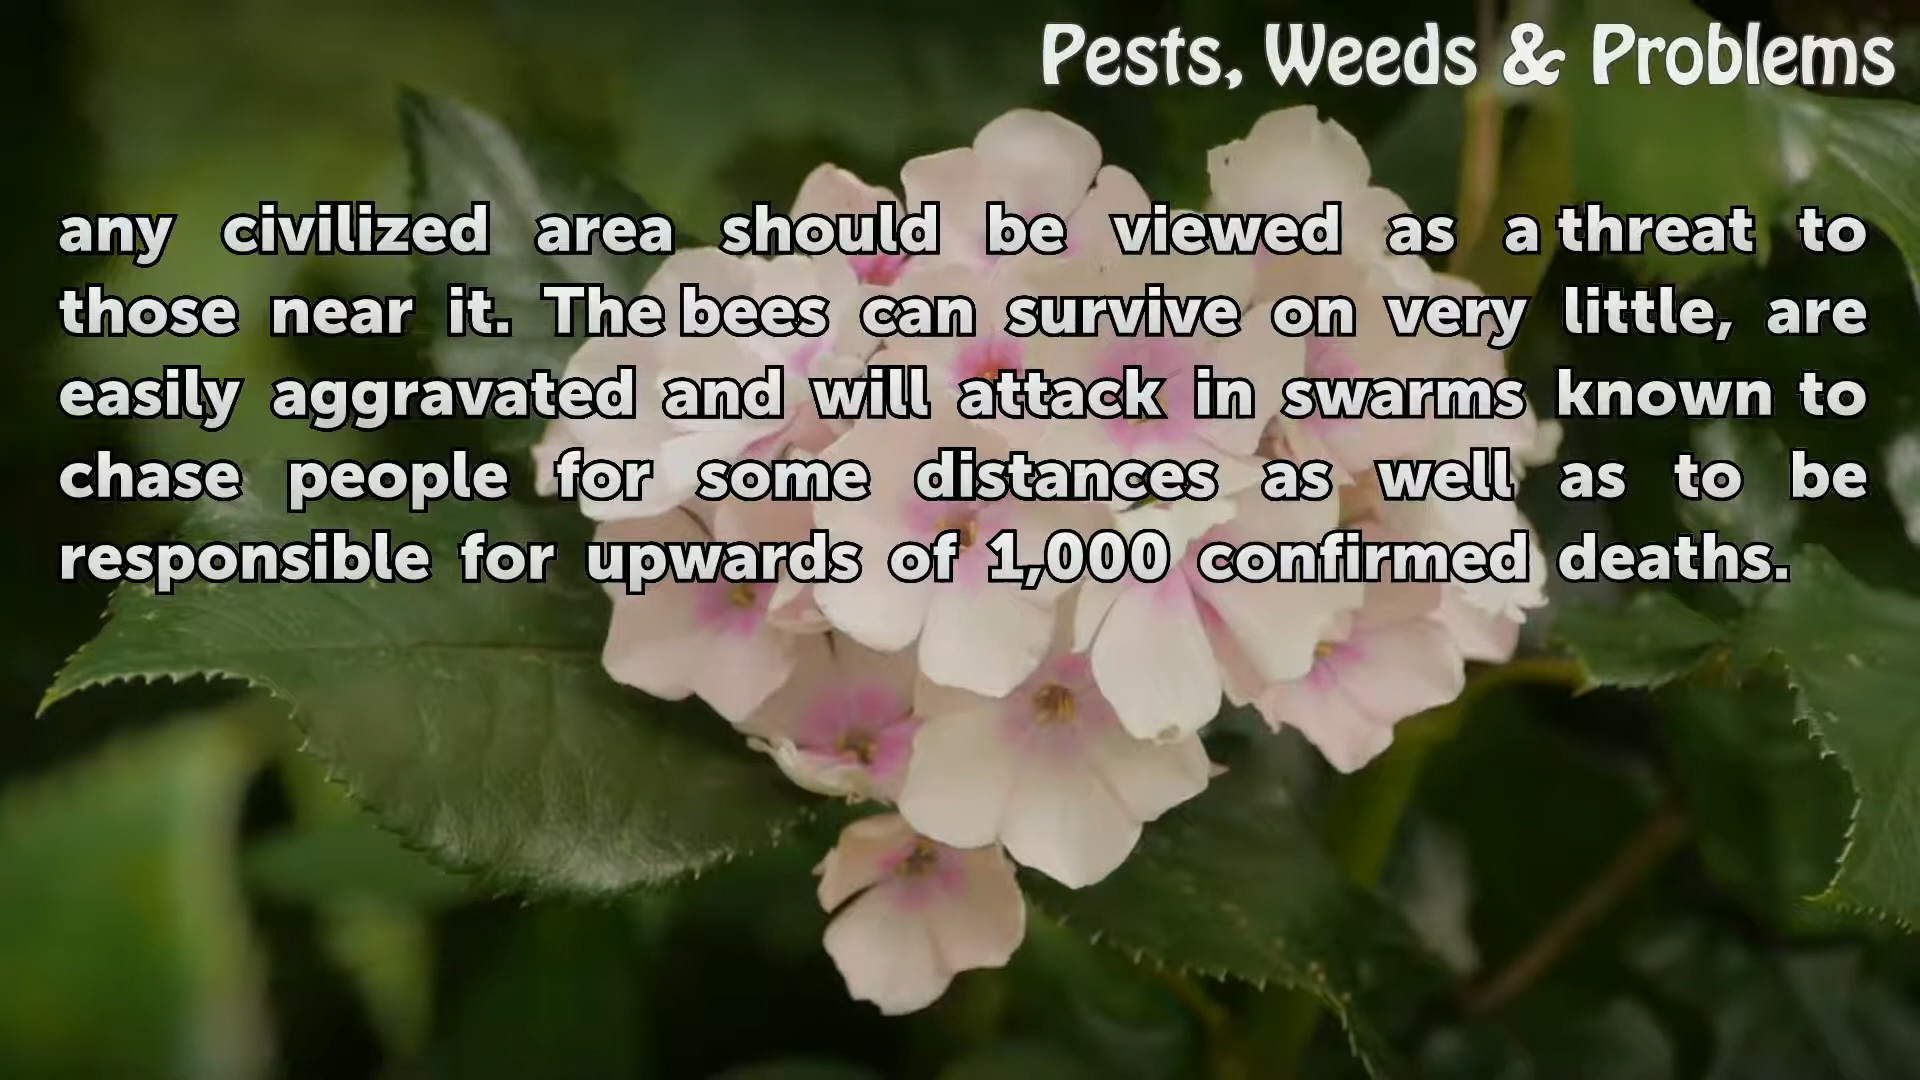 Pests, Weeds & Problems
any civilized area should be viewed as a threat to
those near it. The bees can survive on very little, are
easily aggravated and will attack in swarms known to
chase people for some distances as well as to be
responsible for upwards of 1,000 confirmed deaths.